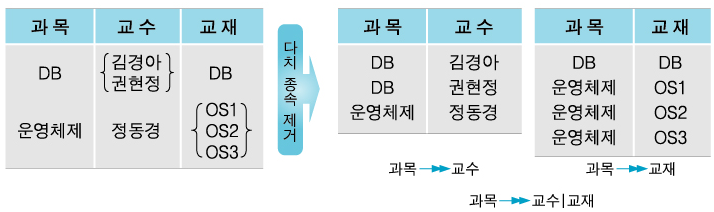 과 목 교 수 교 재
DB {김경아 권현정} DB
운영체제 정동경 {OS1 OS2 OS3}
다치 종속 제거
과 목 교 수
DB 김경아
DB 권현정
운영체제 정동경
과목 →→ 교수
과 목 교 재
DB DB
운영체제 OS1
운영체제 OS2
운영체제 OS3
과목 →→ 교재
과목 →→ 교수|교재